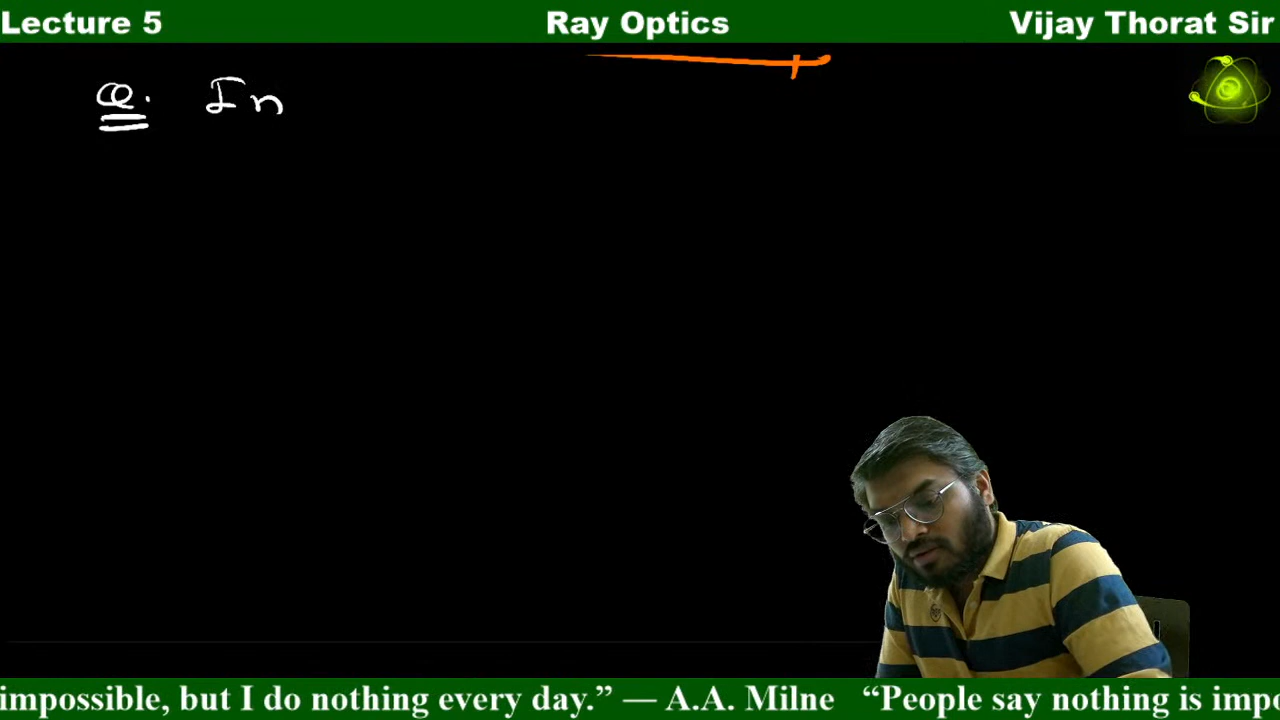 Lecture 5 Ray Optics Vijay Thorat Sir
Q. In
impossible, but I do nothing every day.” — A.A. Milne “People say nothing is impo